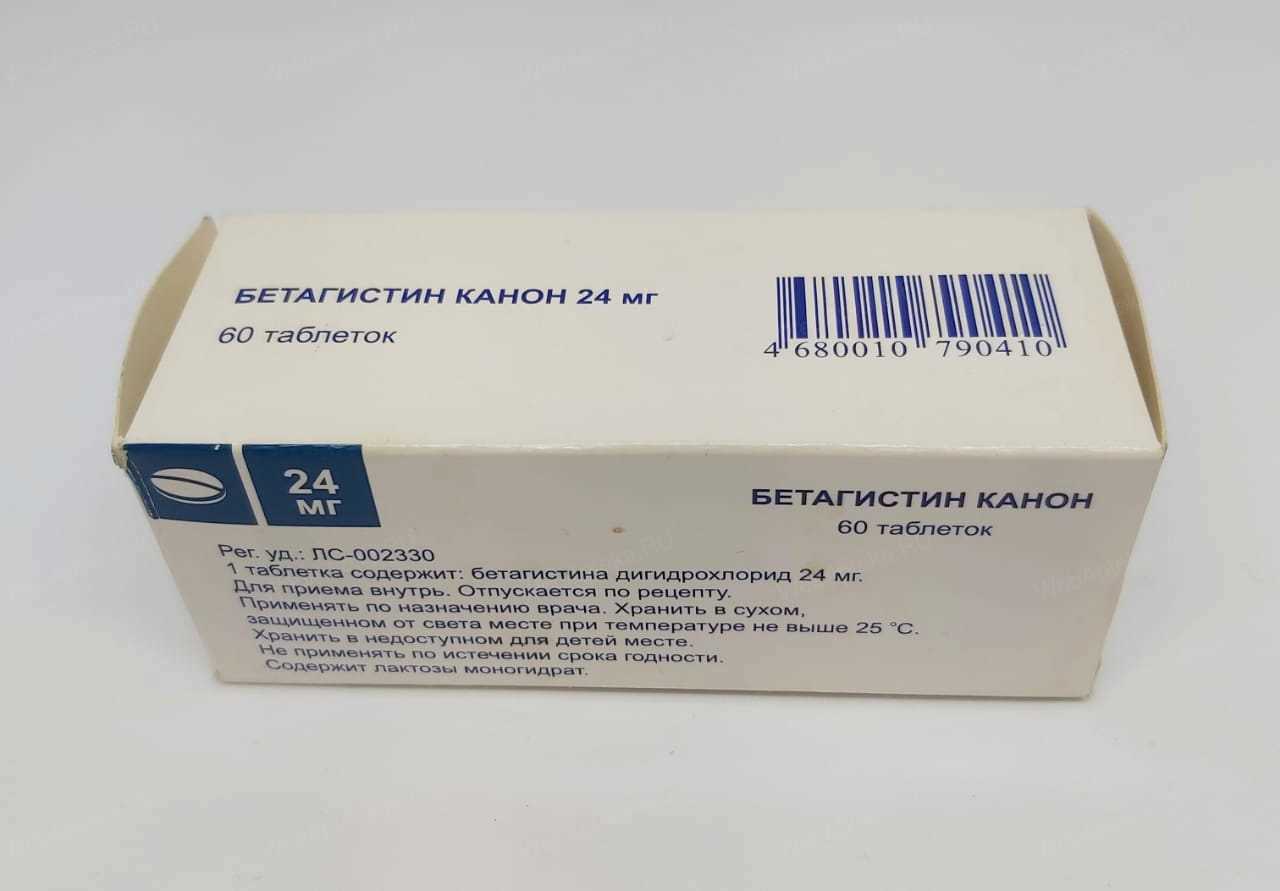 БЕТАГИСТИН КАНОН 24 мг
60 таблеток
4 680010 790410
24
мг
БЕТАГИСТИН КАНОН
60 таблеток
Рег. уд.: ЛС-002330
1 таблетка содержит: бетагистина дигидрохлорид 24 мг.
Для приема внутрь. Отпускается по рецепту.
Применять по назначению врача. Хранить в сухом,
защищенном от света месте при температуре не выше 25 °С.
Хранить в недоступном для детей месте.
Не применять по истечении срока годности.
Содержит лактозы моногидрат.